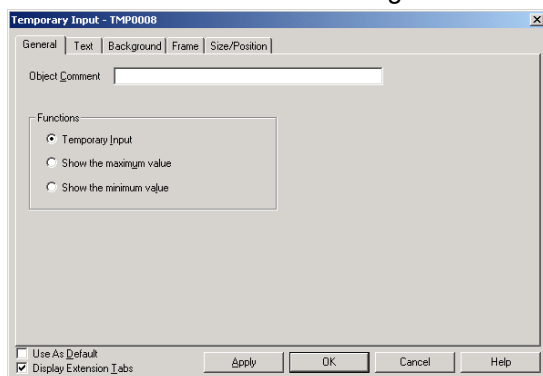 Temporary Input - TMP0008
General Text Background Frame Size/Position
Object Comment
Functions
Temporary Input
Show the maximum value
Show the minimum value
Use As Default
Display Extension Tabs
Apply OK Cancel Help